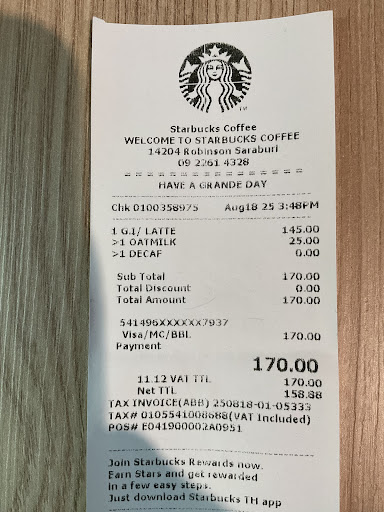 Starbucks Coffee
WELCOME TO STARBUCKS COFFEE
14204 Robinson Saraburi
09 2261 4328
HAVE A GRANDE DAY
Chk 0100358975 Aug18 25 3:48PM
1 G.I/ LATTE 145.00
>1 OATMILK 25.00
>1 DECAF 0.00
Sub Total 170.00
Total Discount 0.00
Total Amount 170.00
541496XXXXXX7937
Visa/MC/BBL 170.00
Payment
170.00
11.12 VAT TTL 170.00
Net TTL 158.88
TAX INVOICE(ABB) 250818-01-05333
TAX# 0105541008688(VAT Included)
POS# E041900002A0951
Join Starbucks Rewards now.
Earn Stars and get rewarded
in a few easy steps.
Just download Starbucks TH app